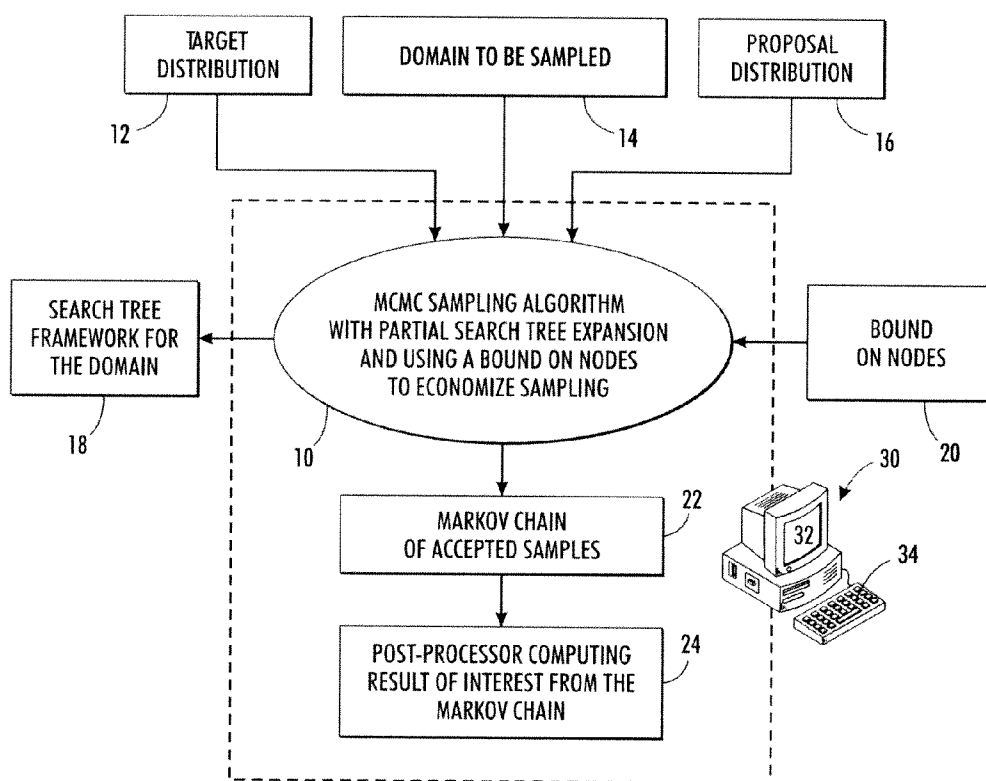 TARGET
DISTRIBUTION
DOMAIN TO BE SAMPLED
PROPOSAL
DISTRIBUTION
12
14
16
MCMC SAMPLING ALGORITHM
WITH PARTIAL SEARCH TREE EXPANSION
AND USING A BOUND ON NODES
TO ECONOMIZE SAMPLING
SEARCH TREE
FRAMEWORK FOR
THE DOMAIN
BOUND
ON NODES
18
10
20
30
22
MARKOV CHAIN
OF ACCEPTED SAMPLES
32
34
24
POST-PROCESSOR COMPUTING
RESULT OF INTEREST FROM THE
MARKOV CHAIN